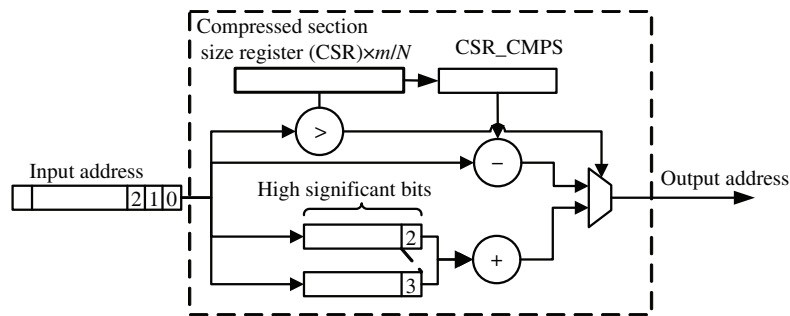 Compressed section
size register (CSR)×m/N
CSR_CMPS
>
Input address
−
Output address
High significant bits
2 1 0
2
+
3